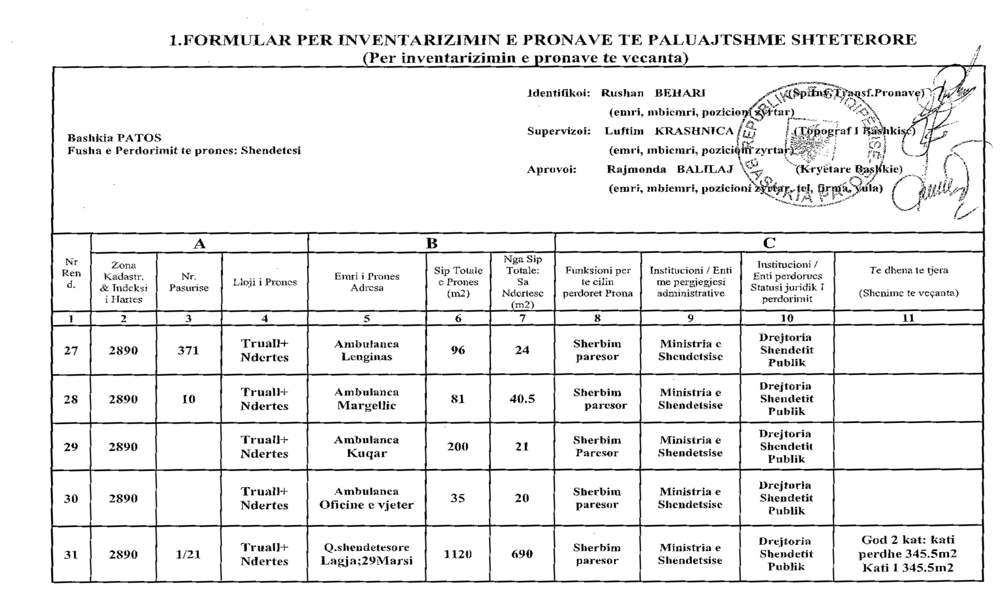 1.FORMULAR PER INVENTARIZIMIN E PRONAVE TE PALUAJTSHME SHTETERORE
(Per inventarizimin e pronave te vecanta)
Identifikoi: Rushan BEHARI (Sp.Inv.Transf.Pronave)
(emri, mbiemri, pozicioni zyrtar)
Supervizoi: Luftim KRASHNICA (Topograf I Bashkise)
(emri, mbiemri, pozicioni zyrtar)
Aprovoi: Rajmonda BALILAJ (Kryetare Bashkie)
(emri, mbiemri, pozicioni zyrtar, tel, firma, vula)
REPUBLIKA E SHQIPERISE
BASHKIA PATOS
Bashkia PATOS
Fusha e Perdorimit te prones: Shendetesi
A B C
Nr
Ren
d.
Zona
Kadastr.
& Indeksi
i Hartes
Nr.
Pasurise
Lloji i Prones
Emri i Prones
Adresa
Sip Totale
e Prones
(m2)
Nga Sip
Totale:
Sa
Ndertese
(m2)
Funksioni per
te cilin
perdoret Prona
Institucioni / Enti
me pergjegjesi
administrative
Institucioni /
Enti perdorues
Statusi juridik I
perdorimit
Te dhena te tjera
(Shenime te veçanta)
1 2 3 4 5 6 7 8 9 10 11
27
2890
371
Truall+
Ndertes
Ambulanca
Lenginas
96
24
Sherbim
paresor
Ministria e
Shendetsise
Drejtoria
Shendetit
Publik
28
2890
10
Truall+
Ndertes
Ambulanca
Margellic
81
40.5
Sherbim
paresor
Ministria e
Shendetsise
Drejtoria
Shendetit
Publik
29
2890
Truall+
Ndertes
Ambulanca
Kuqar
200
21
Sherbim
Paresor
Ministria e
Shendetsise
Drejtoria
Shendetit
Publik
30
2890
Truall+
Ndertes
Ambulanca
Oficine e vjeter
35
20
Sherbim
paresor
Ministria e
Shendetsise
Drejtoria
Shendetit
Publik
31
2890
1/21
Truall+
Ndertes
Q.shendetesore
Lagja;29Marsi
1120
690
Sherbim
paresor
Ministria e
Shendetsise
Drejtoria
Shendetit
Publik
God 2 kat: kati
perdhe 345.5m2
Kati I 345.5m2